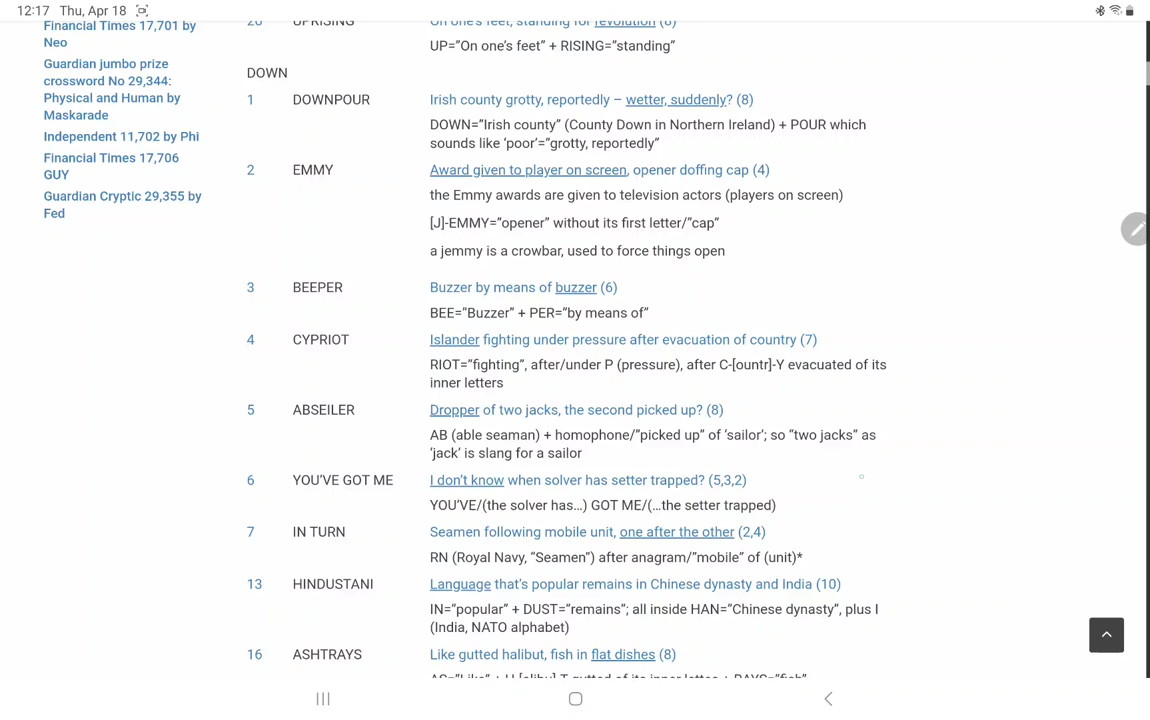 12:17 Thu, Apr 18
Financial Times 17,701 by
Neo
Guardian jumbo prize
crossword No 29,344:
Physical and Human by
Maskarade
Independent 11,702 by Phi
Financial Times 17,706
GUY
Guardian Cryptic 29,355 by
Fed
20 UPRISING On one's feet, standing for revolution (8)
UP="On one's feet" + RISING="standing"
DOWN
1 DOWNPOUR Irish county grotty, reportedly – wetter, suddenly? (8)
DOWN="Irish county" (County Down in Northern Ireland) + POUR which
sounds like 'poor'="grotty, reportedly"
2 EMMY Award given to player on screen, opener doffing cap (4)
the Emmy awards are given to television actors (players on screen)
[J]-EMMY="opener" without its first letter/"cap"
a jemmy is a crowbar, used to force things open
3 BEEPER Buzzer by means of buzzer (6)
BEE="Buzzer" + PER="by means of"
4 CYPRIOT Islander fighting under pressure after evacuation of country (7)
RIOT="fighting", after/under P (pressure), after C-[ountr]-Y evacuated of its
inner letters
5 ABSEILER Dropper of two jacks, the second picked up? (8)
AB (able seaman) + homophone/"picked up" of 'sailor'; so "two jacks" as
'jack' is slang for a sailor
6 YOU'VE GOT ME I don't know when solver has setter trapped? (5,3,2)
YOU'VE/(the solver has…) GOT ME/(…the setter trapped)
7 IN TURN Seamen following mobile unit, one after the other (2,4)
RN (Royal Navy, "Seamen") after anagram/"mobile" of (unit)*
13 HINDUSTANI Language that's popular remains in Chinese dynasty and India (10)
IN="popular" + DUST="remains"; all inside HAN="Chinese dynasty", plus I
(India, NATO alphabet)
16 ASHTRAYS Like gutted halibut, fish in flat dishes (8)
AS="Like" + H-[alibu]-T gutted of its inner letters + RAYS="fish"